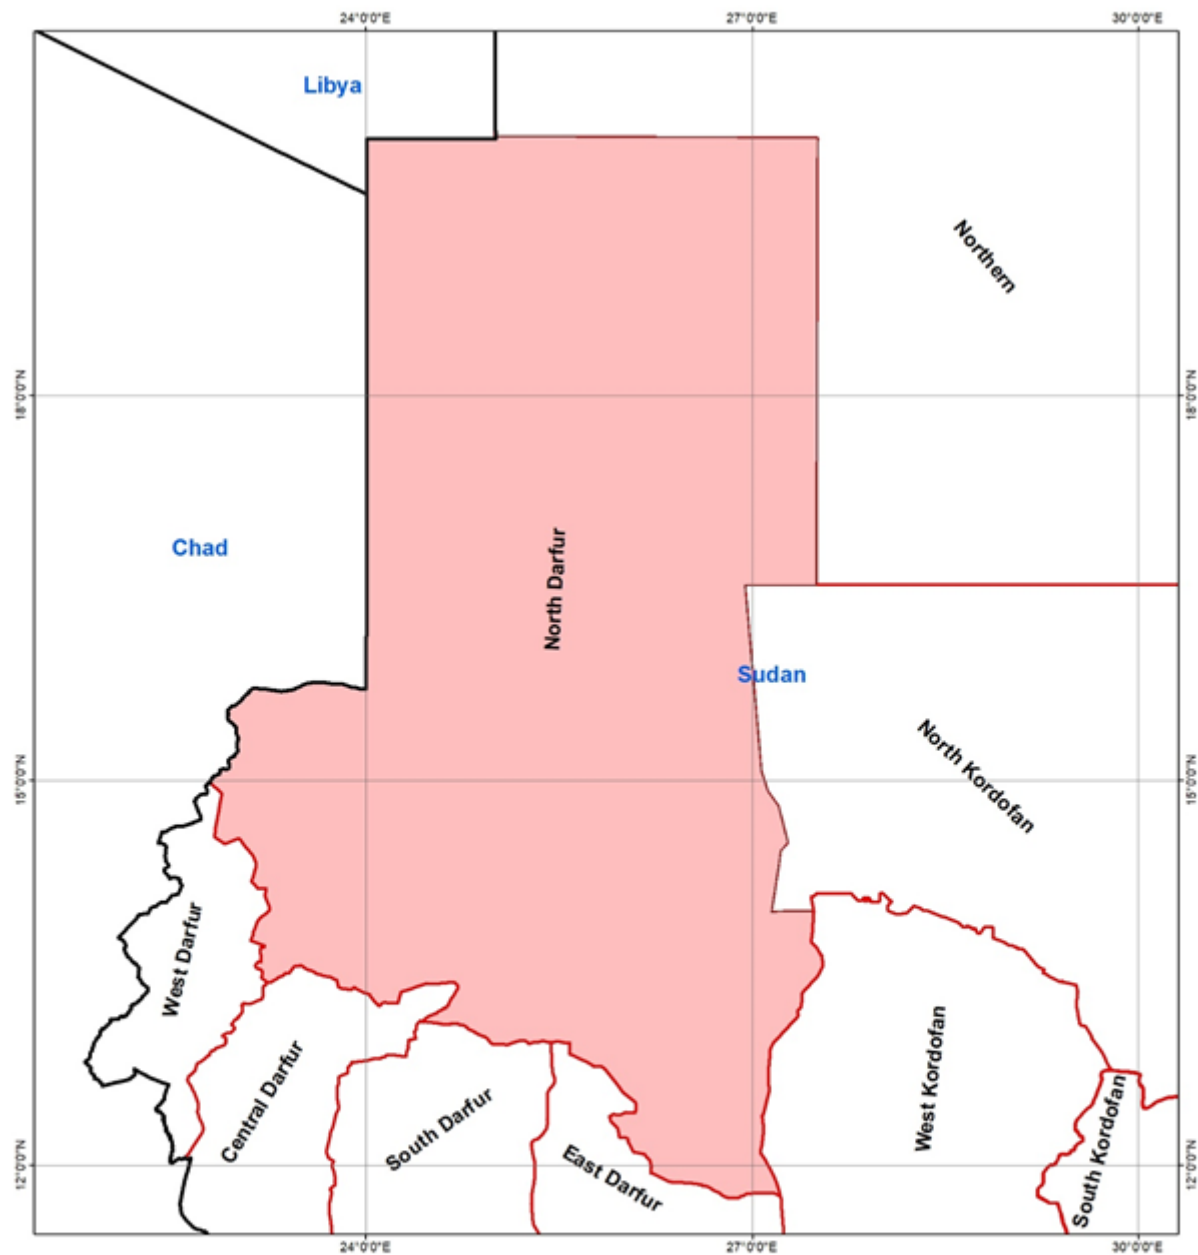 24°0'0"E 27°0'0"E 30°0'0"E
Libya
Northern
18°0'0"N 18°0'0"N
North Darfur
Chad
Sudan
North Kordofan
15°0'0"N 15°0'0"N
West Darfur
Central Darfur
South Darfur
East Darfur
West Kordofan
South Kordofan
12°0'0"N 12°0'0"N
24°0'0"E 27°0'0"E 30°0'0"E